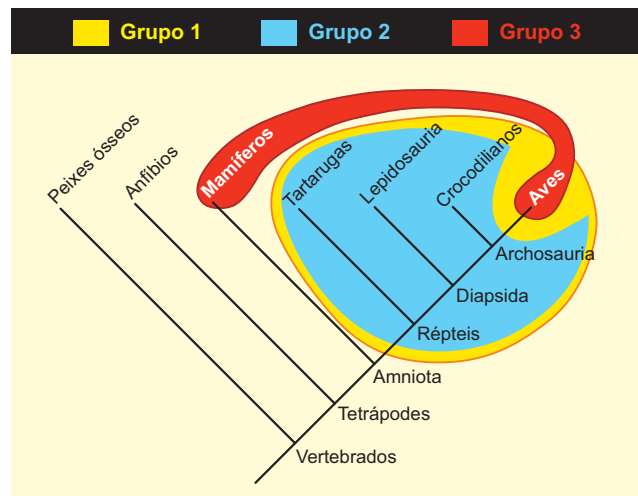 Grupo 1 Grupo 2 Grupo 3
Peixes ósseos
Anfíbios
Mamíferos
Tartarugas
Lepidosauria
Crocodilianos
Aves
Archosauria
Diapsida
Répteis
Amniota
Tetrápodes
Vertebrados